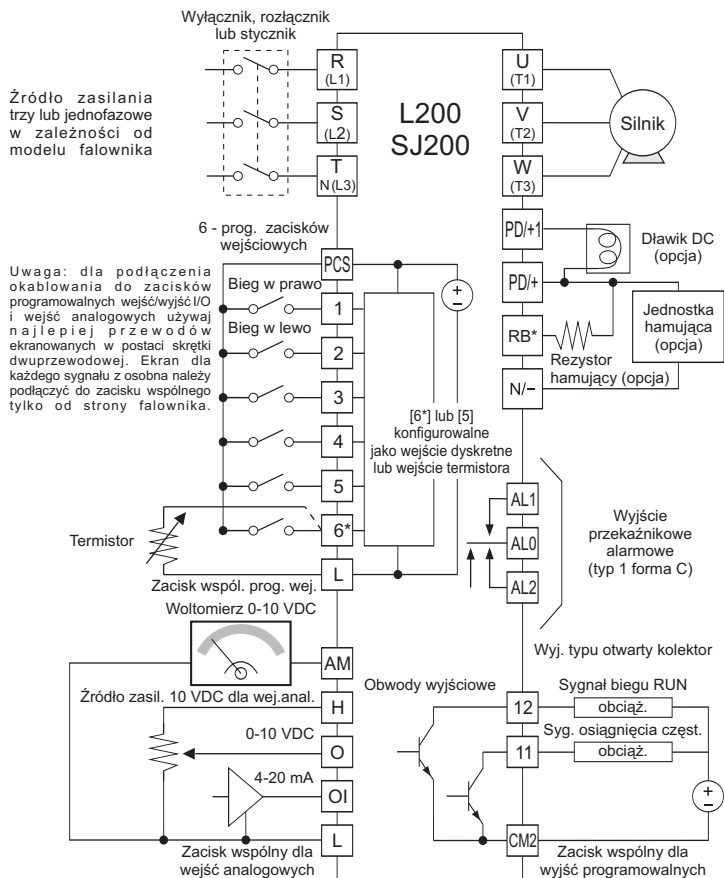 Wyłącznik, rozłącznik
lub stycznik
Źródło zasilania
trzy lub jednofazowe
w zależności od
modelu falownika
R
(L1)
S
(L2)
T
N(L3)
L200
SJ200
U
(T1)
V
(T2)
W
(T3)
Silnik
PD/+1
Dławik DC
(opcja)
PD/+
RB*
Rezystor
hamujący (opcja)
Jednostka
hamująca
(opcja)
N/−
6 - prog. zacisków
wejściowych
PCS
Uwaga: dla podłączenia
okablowania do zacisków
programowalnych wejść/wyjść I/O
i wejść analogowych używaj
najlepiej przewodów
ekranowanych w postaci skrętki
dwuprzewodowej. Ekran dla
każdego sygnału z osobna należy
podłączyć do zacisku wspólnego
tylko od strony falownika.
Bieg w prawo
1
Bieg w lewo
2
3
4
5
6*
L
+
−
[6*] lub [5]
konfigurowalne
jako wejście dyskretne
lub wejście termistora
Termistor
Zacisk wspól. prog. wej.
AL1
AL0
AL2
Wyjście
przekaźnikowe
alarmowe
(typ 1 forma C)
Woltomierz 0-10 VDC
AM
Źródło zasil. 10 VDC dla wej.anal.
H
0-10 VDC
O
4-20 mA
OI
L
Zacisk wspólny dla
wejść analogowych
Wyj. typu otwarty kolektor
Obwody wyjściowe
12
Sygnał biegu RUN
obciąż.
Syg. osiągnięcia częst.
11
obciąż.
+
−
CM2
Zacisk wspólny dla
wyjść programowalnych